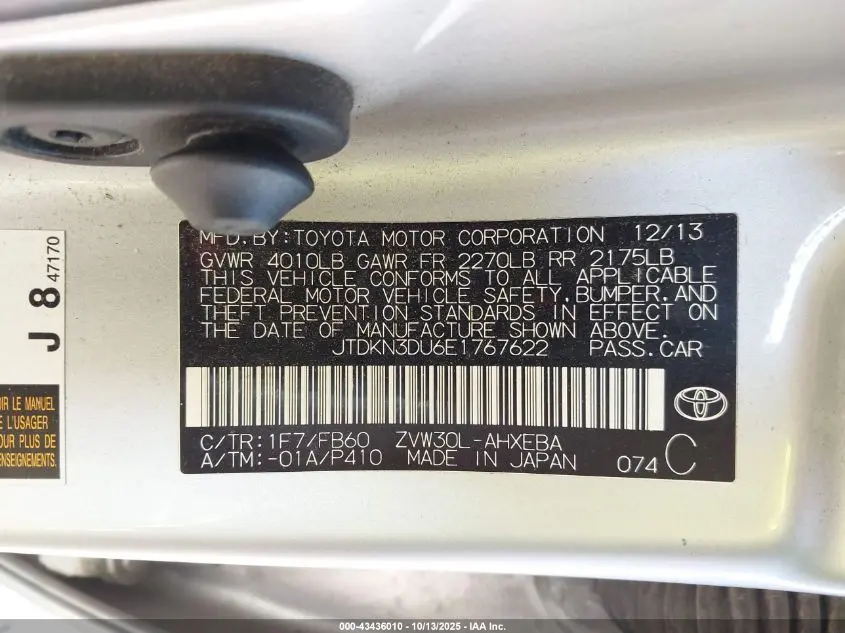 MFD. BY: TOYOTA MOTOR CORPORATION 12/13
GVWR 4010LB GAWR FR 2270LB RR 2175LB
THIS VEHICLE CONFORMS TO ALL APPLICABLE
FEDERAL MOTOR VEHICLE SAFETY, BUMPER, AND
THEFT PREVENTION STANDARDS IN EFFECT ON
THE DATE OF MANUFACTURE SHOWN ABOVE.
JTDKN3DU6E1767622 PASS. CAR
C/TR: 1F7/FB60 ZVW30L-AHXEBA
A/TM: -01A/P410 MADE IN JAPAN 074 C
J 8 47170
LE MANUEL
L'USAGER
PLUS DE
000-43436010 | 10/13/2025 - IAA Inc.